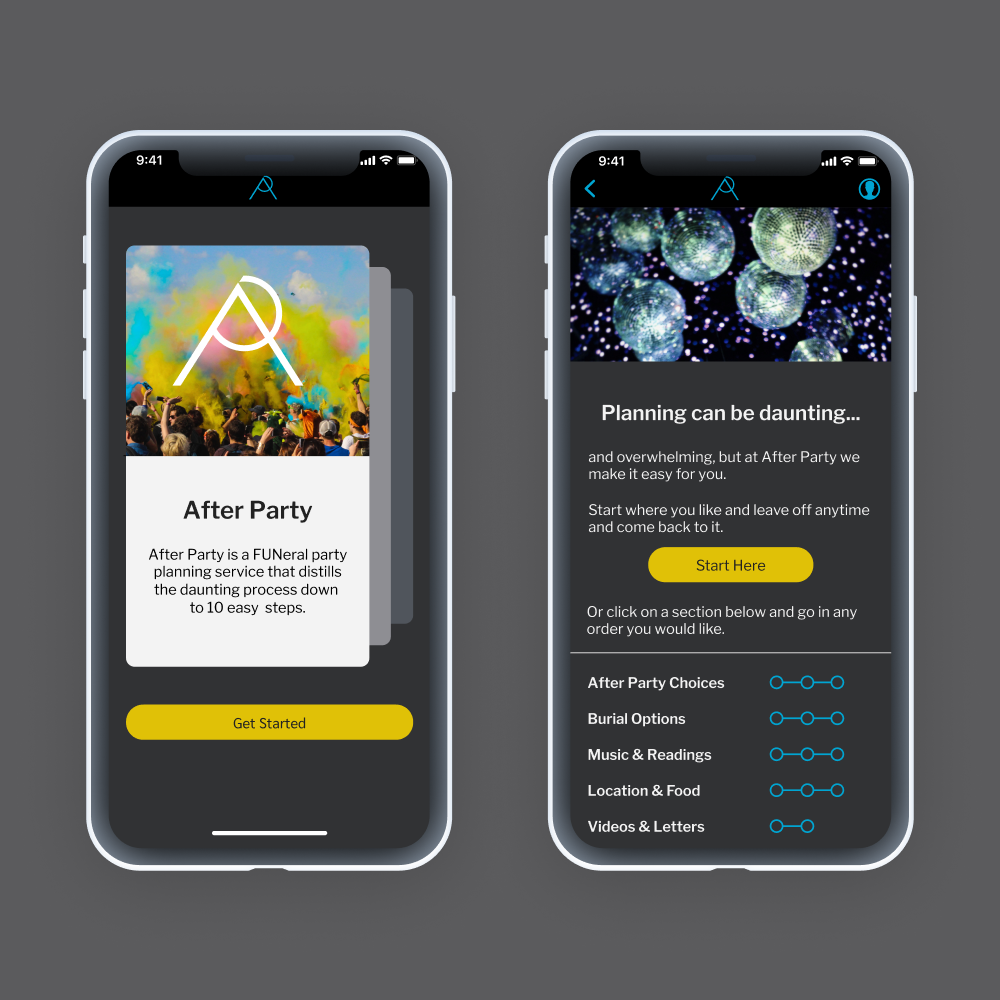 9:41
After Party
After Party is a FUNeral party
planning service that distills
the daunting process down
to 10 easy steps.
Get Started
9:41
Planning can be daunting...
and overwhelming, but at After Party we
make it easy for you.
Start where you like and leave off anytime
and come back to it.
Start Here
Or click on a section below and go in any
order you would like.
After Party Choices
Burial Options
Music & Readings
Location & Food
Videos & Letters